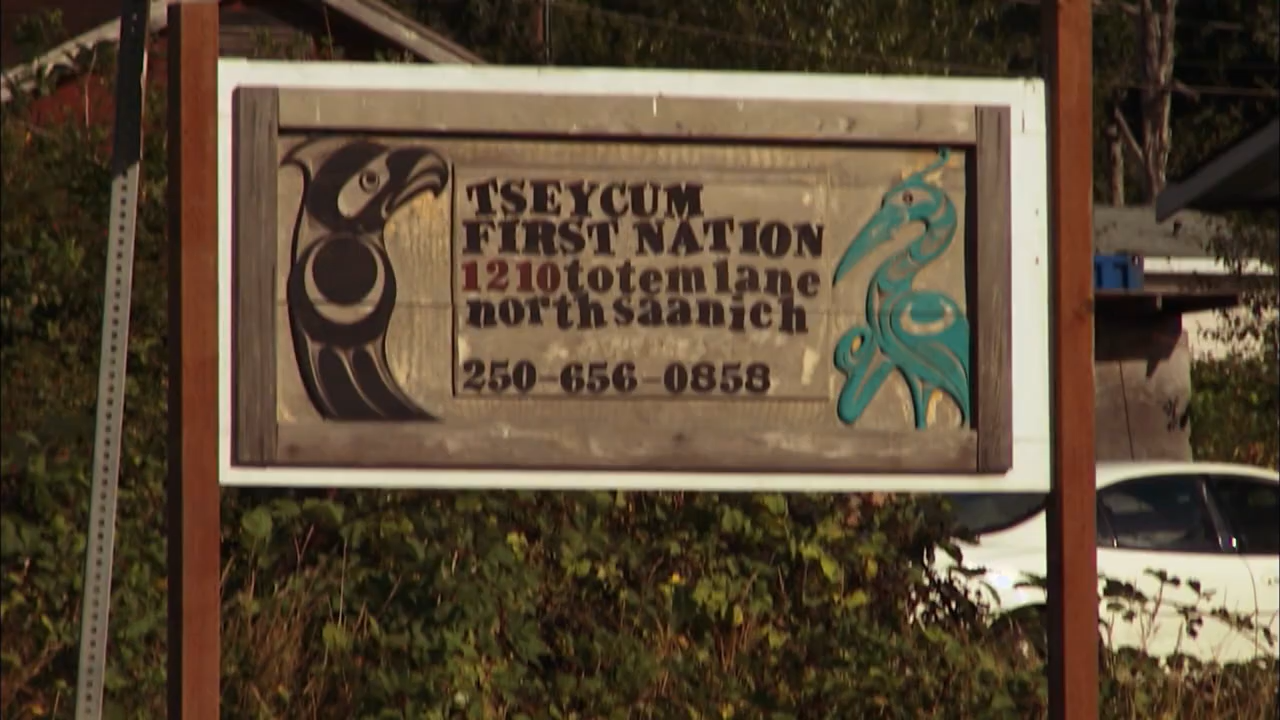 TSEYCUM
FIRST NATION
1210 totem lane
north saanich
250-656-0858